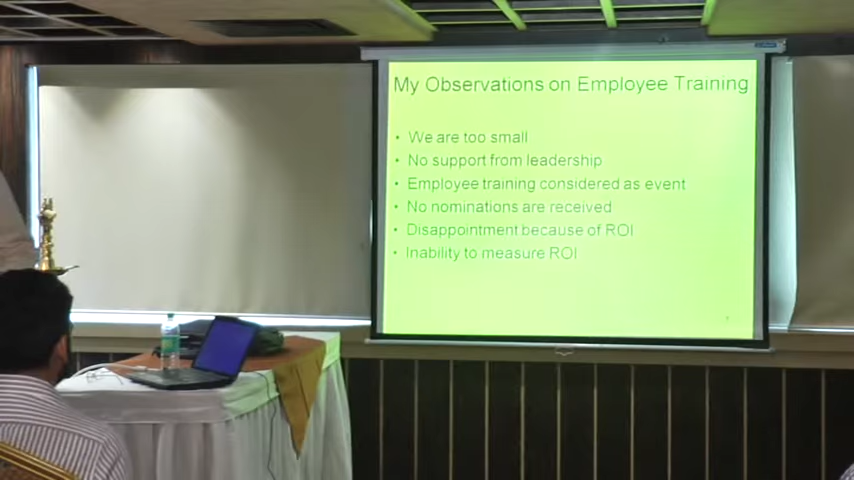 My Observations on Employee Training
• We are too small
• No support from leadership
• Employee training considered as event
• No nominations are received
• Disappointment because of ROI
• Inability to measure ROI